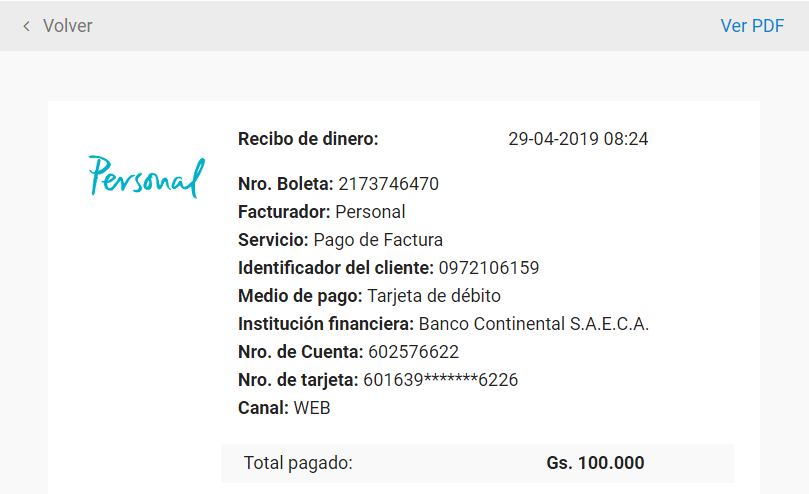 Volver
Ver PDF
Personal
Recibo de dinero: 29-04-2019 08:24
Nro. Boleta: 2173746470
Facturador: Personal
Servicio: Pago de Factura
Identificador del cliente: 0972106159
Medio de pago: Tarjeta de débito
Institución financiera: Banco Continental S.A.E.C.A.
Nro. de Cuenta: 602576622
Nro. de tarjeta: 601639*******6226
Canal: WEB
Total pagado: Gs. 100.000